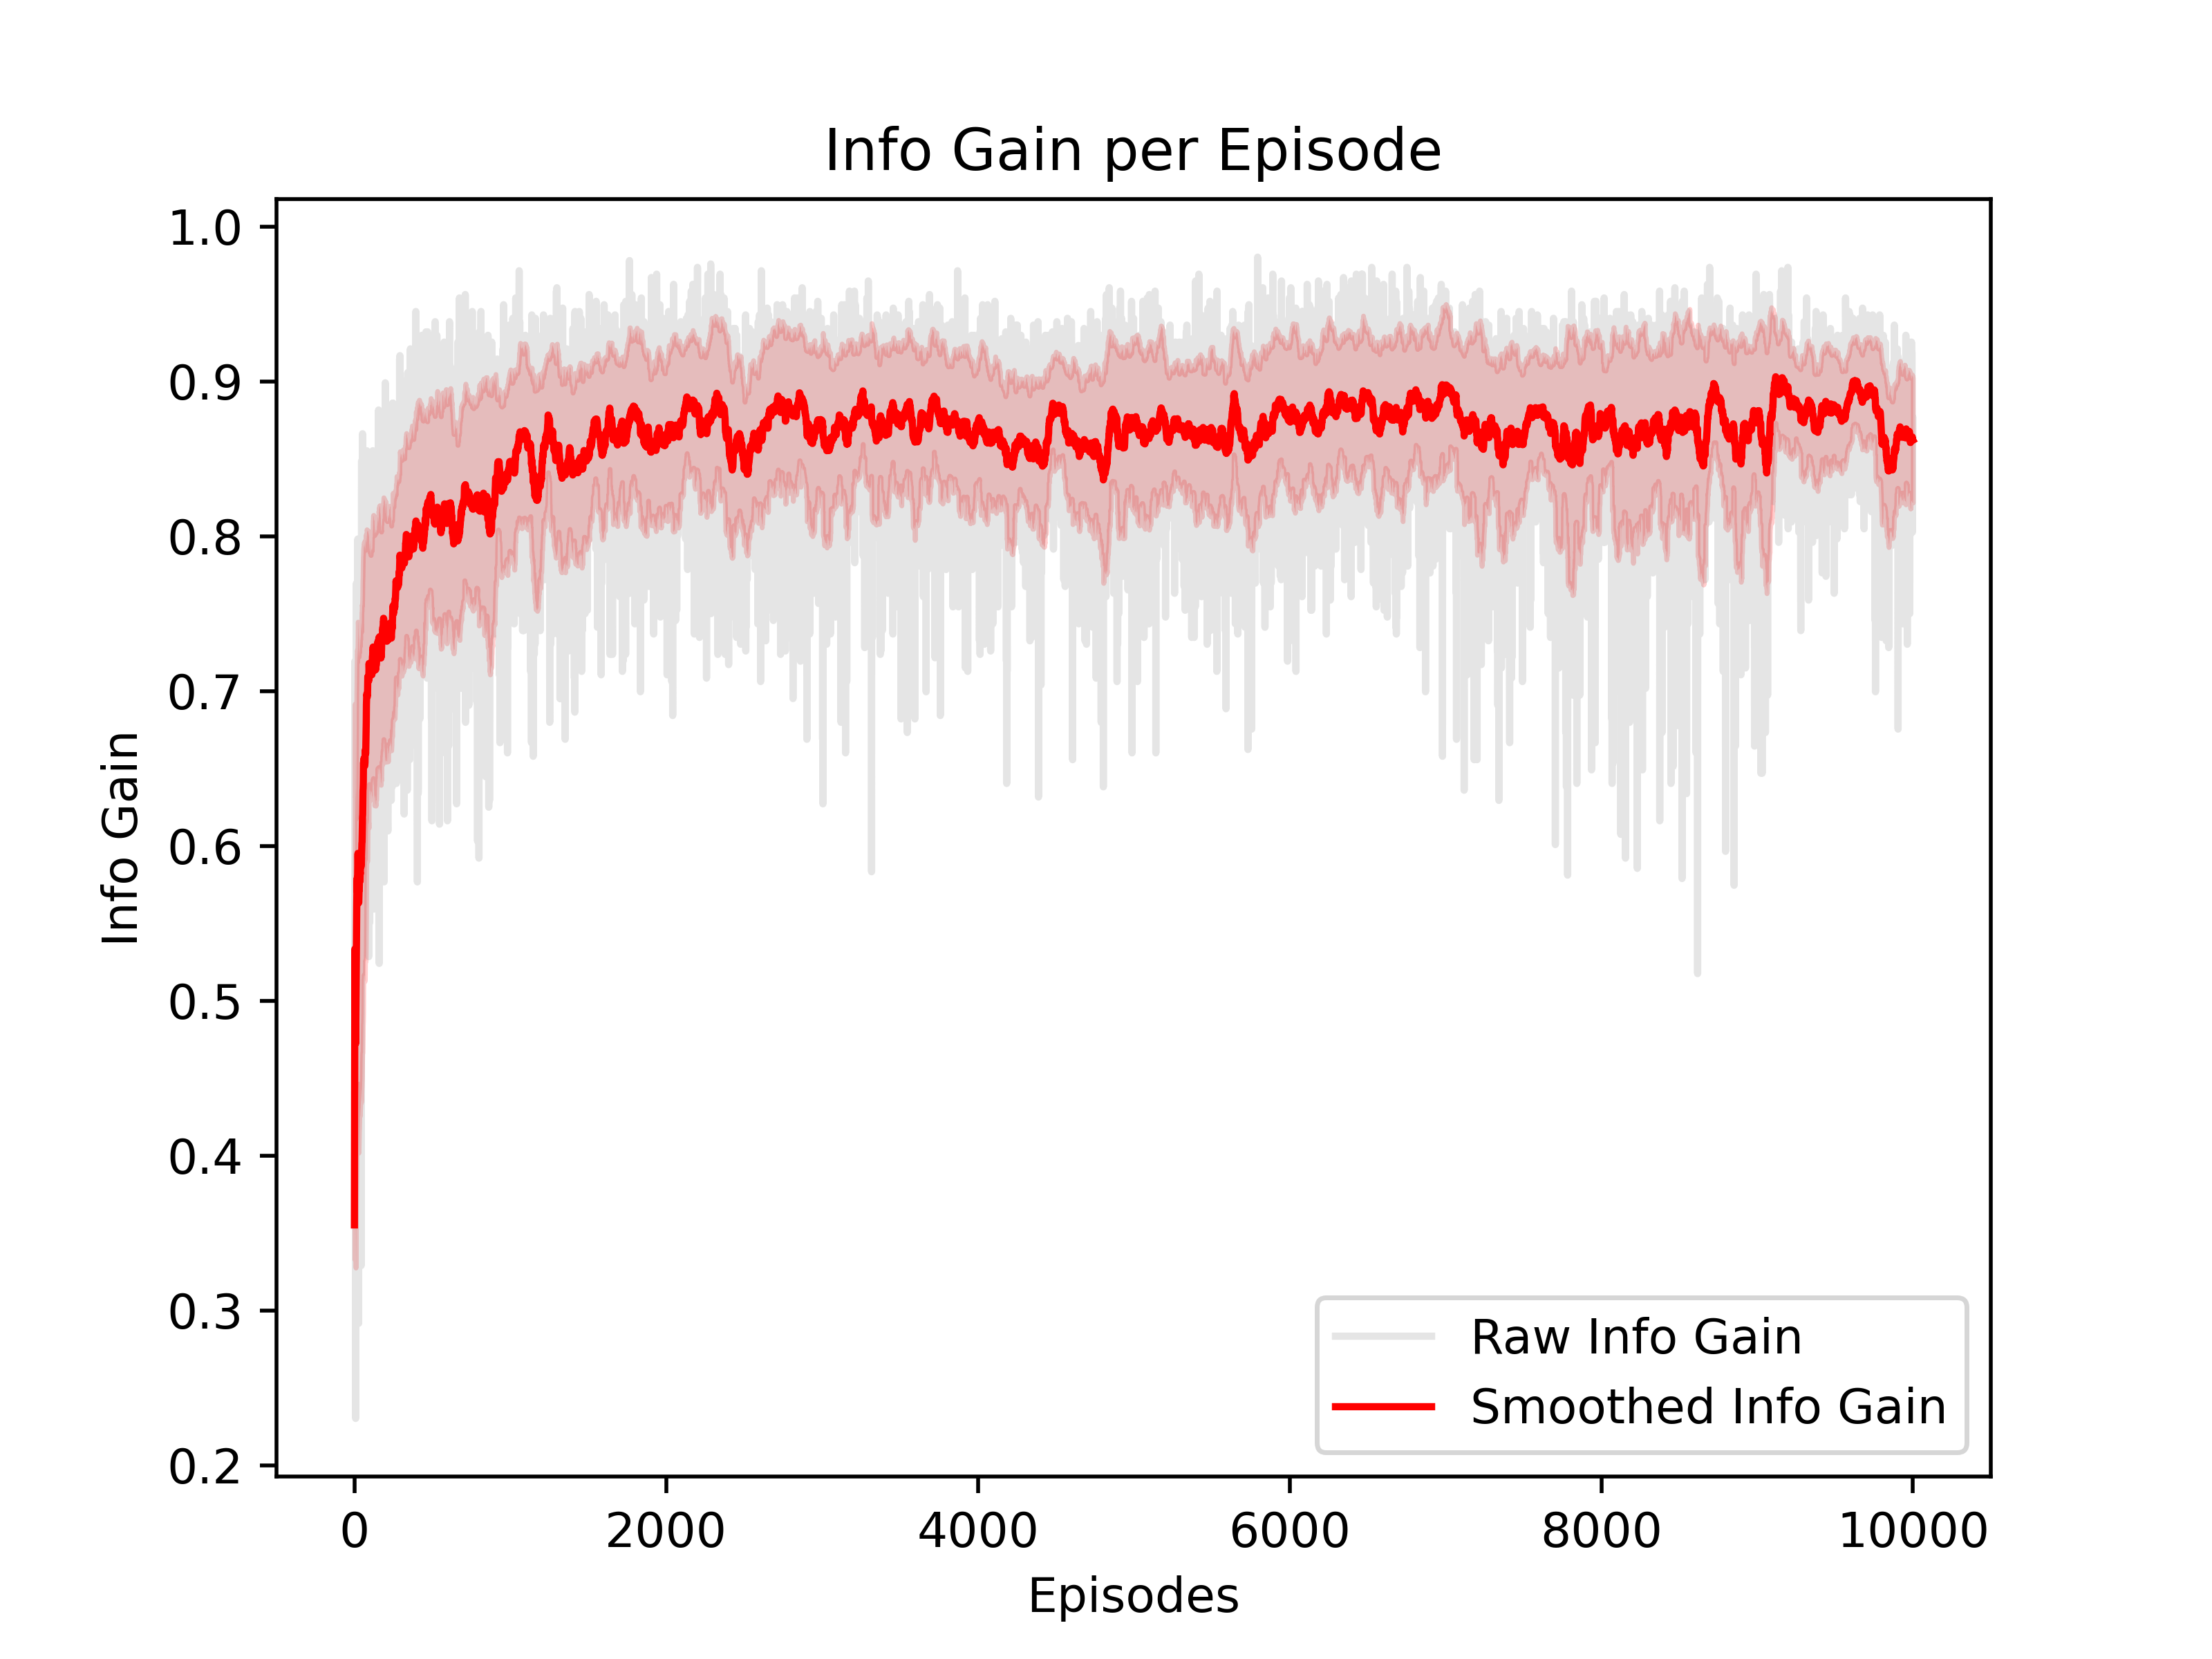 Info Gain per Episode
1.0
0.9
0.8
0.7
0.6
0.5
0.4
0.3
0.2
Info Gain
Raw Info Gain
Smoothed Info Gain
0 2000 4000 6000 8000 10000
Episodes